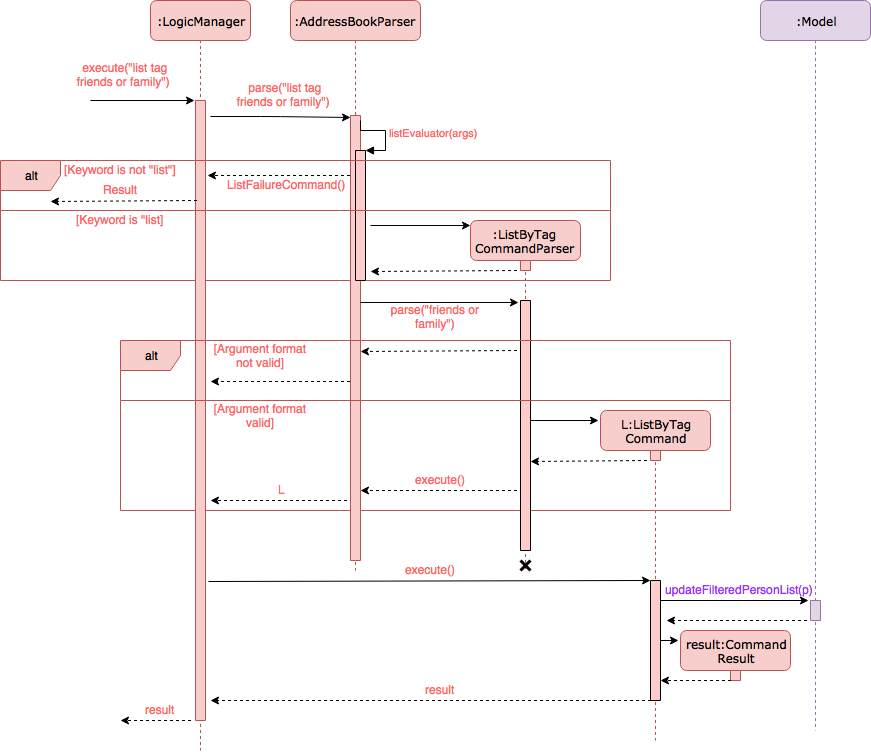 :LogicManager
:AddressBookParser
:Model
execute("list tag
friends or family")
parse("list tag
friends or family")
listEvaluator(args)
alt
[Keyword is not "list"]
ListFailureCommand()
Result
[Keyword is "list]
:ListByTag
CommandParser
parse("friends or
family")
alt
[Argument format
not valid]
[Argument format
valid]
L:ListByTag
Command
execute()
L
execute()
updateFilteredPersonList(p)
result:Command
Result
result
result